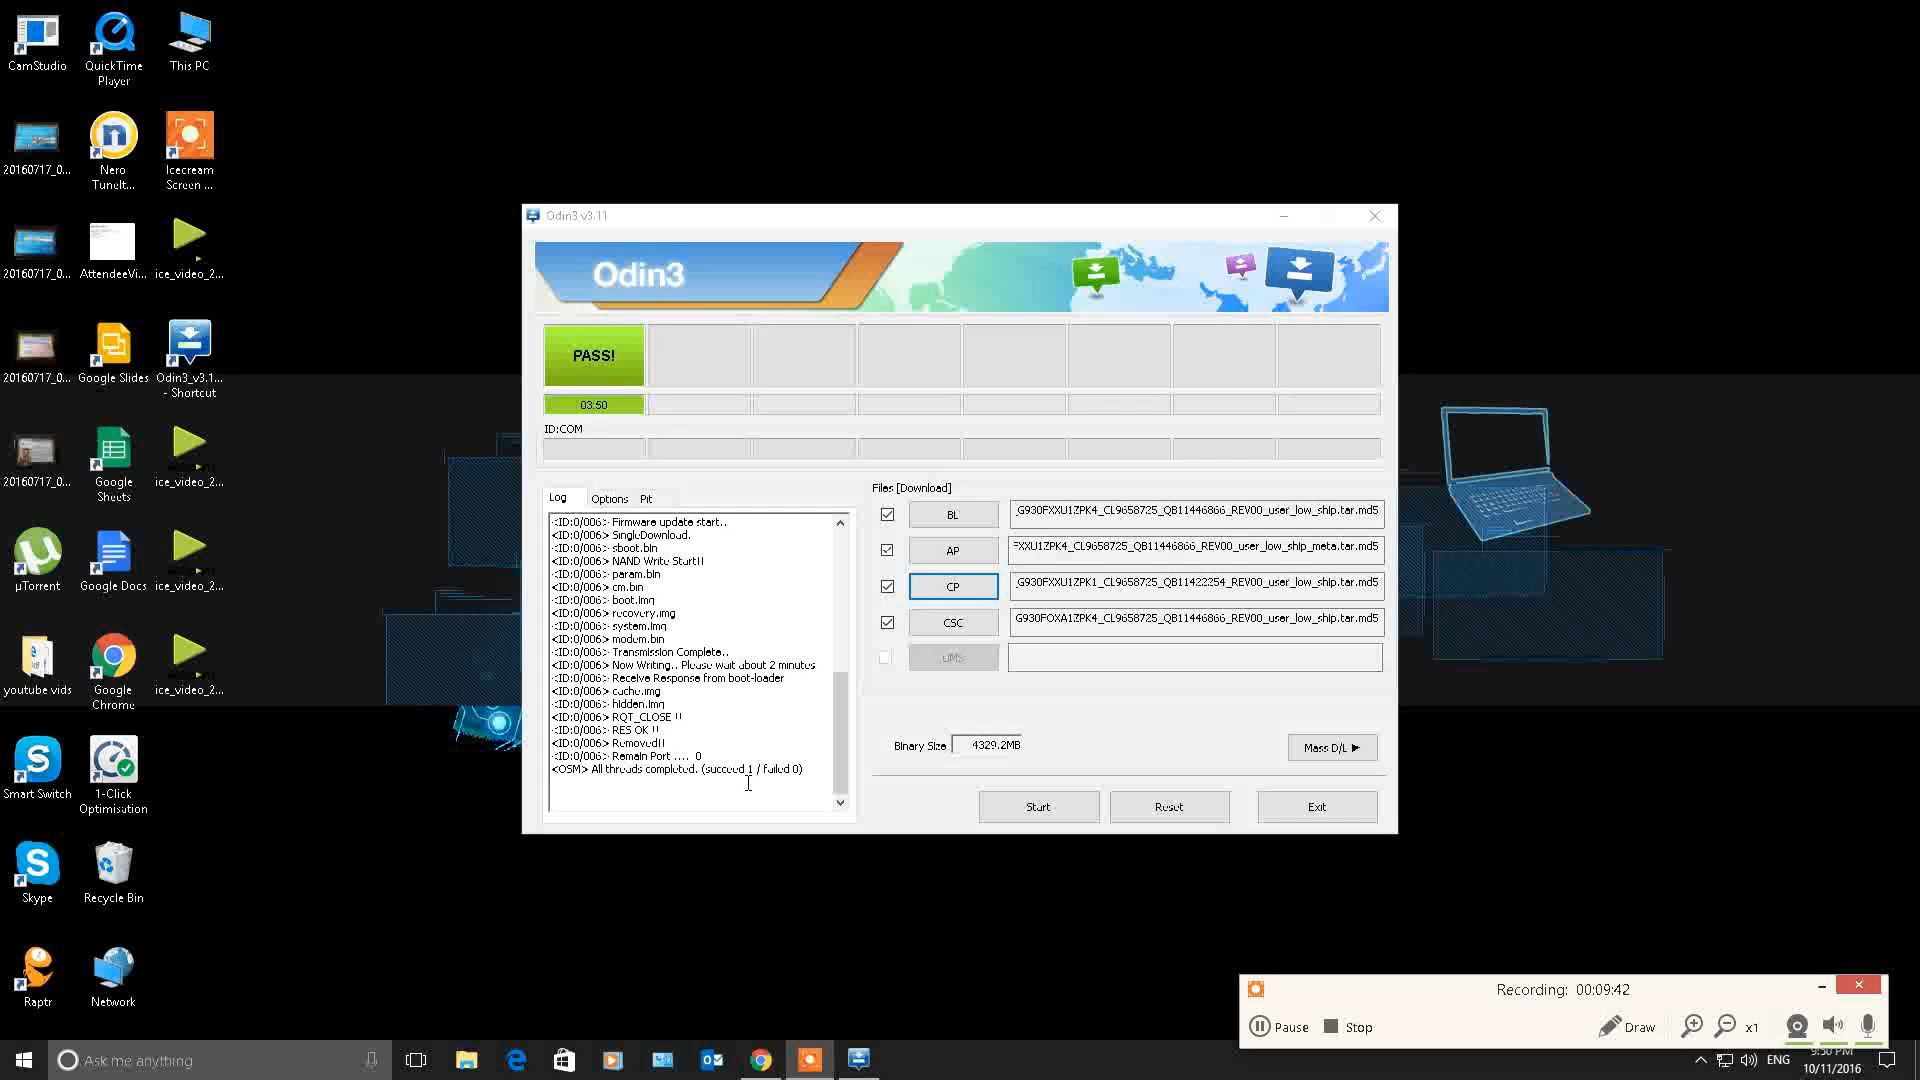 CamStudio
QuickTime
Player
This PC
20160717_0...
Nero
TuneIt...
Icecream
Screen ...
20160717_0...
AttendeeVi...
ice_video_2...
20160717_0...
Google Slides
Odin3_v3.1...
- Shortcut
20160717_0...
Google
Sheets
ice_video_2...
µTorrent
Google Docs
ice_video_2...
youtube vids
Google
Chrome
ice_video_2...
Smart Switch
1-Click
Optimisation
Skype
Recycle Bin
Raptr
Network
Odin3 v3.11
Odin3
PASS!
03:50
ID:COM
Log
Options
Pit
<ID:0/006> Firmware update start..
<ID:0/006> SingleDownload.
<ID:0/006> sboot.bin
<ID:0/006> NAND Write Start!!
<ID:0/006> param.bin
<ID:0/006> cm.bin
<ID:0/006> boot.img
<ID:0/006> recovery.img
<ID:0/006> system.img
<ID:0/006> modem.bin
<ID:0/006> Transmission Complete..
<ID:0/006> Now Writing.. Please wait about 2 minutes
<ID:0/006> Receive Response from boot-loader
<ID:0/006> cache.img
<ID:0/006> hidden.img
<ID:0/006> RQT_CLOSE !!
<ID:0/006> RES OK !!
<ID:0/006> Removed!!
<ID:0/006> Remain Port .... 0
<OSM> All threads completed. (succeed 1 / failed 0)
Files [Download]
BL
_G930FXXU1ZPK4_CL9658725_QB11446866_REV00_user_low_ship.tar.md5
AP
FXXU1ZPK4_CL9658725_QB11446866_REV00_user_low_ship_meta.tar.md5
CP
_G930FXXU1ZPK1_CL9658725_QB11422254_REV00_user_low_ship.tar.md5
CSC
G930FOXA1ZPK4_CL9658725_QB11446866_REV00_user_low_ship.tar.md5
UMS
Binary Size
4329.2MB
Mass D/L ►
Start
Reset
Exit
Recording: 00:09:42
Pause
Stop
Draw
x1
Ask me anything
ENG
9:50 PM
10/11/2016